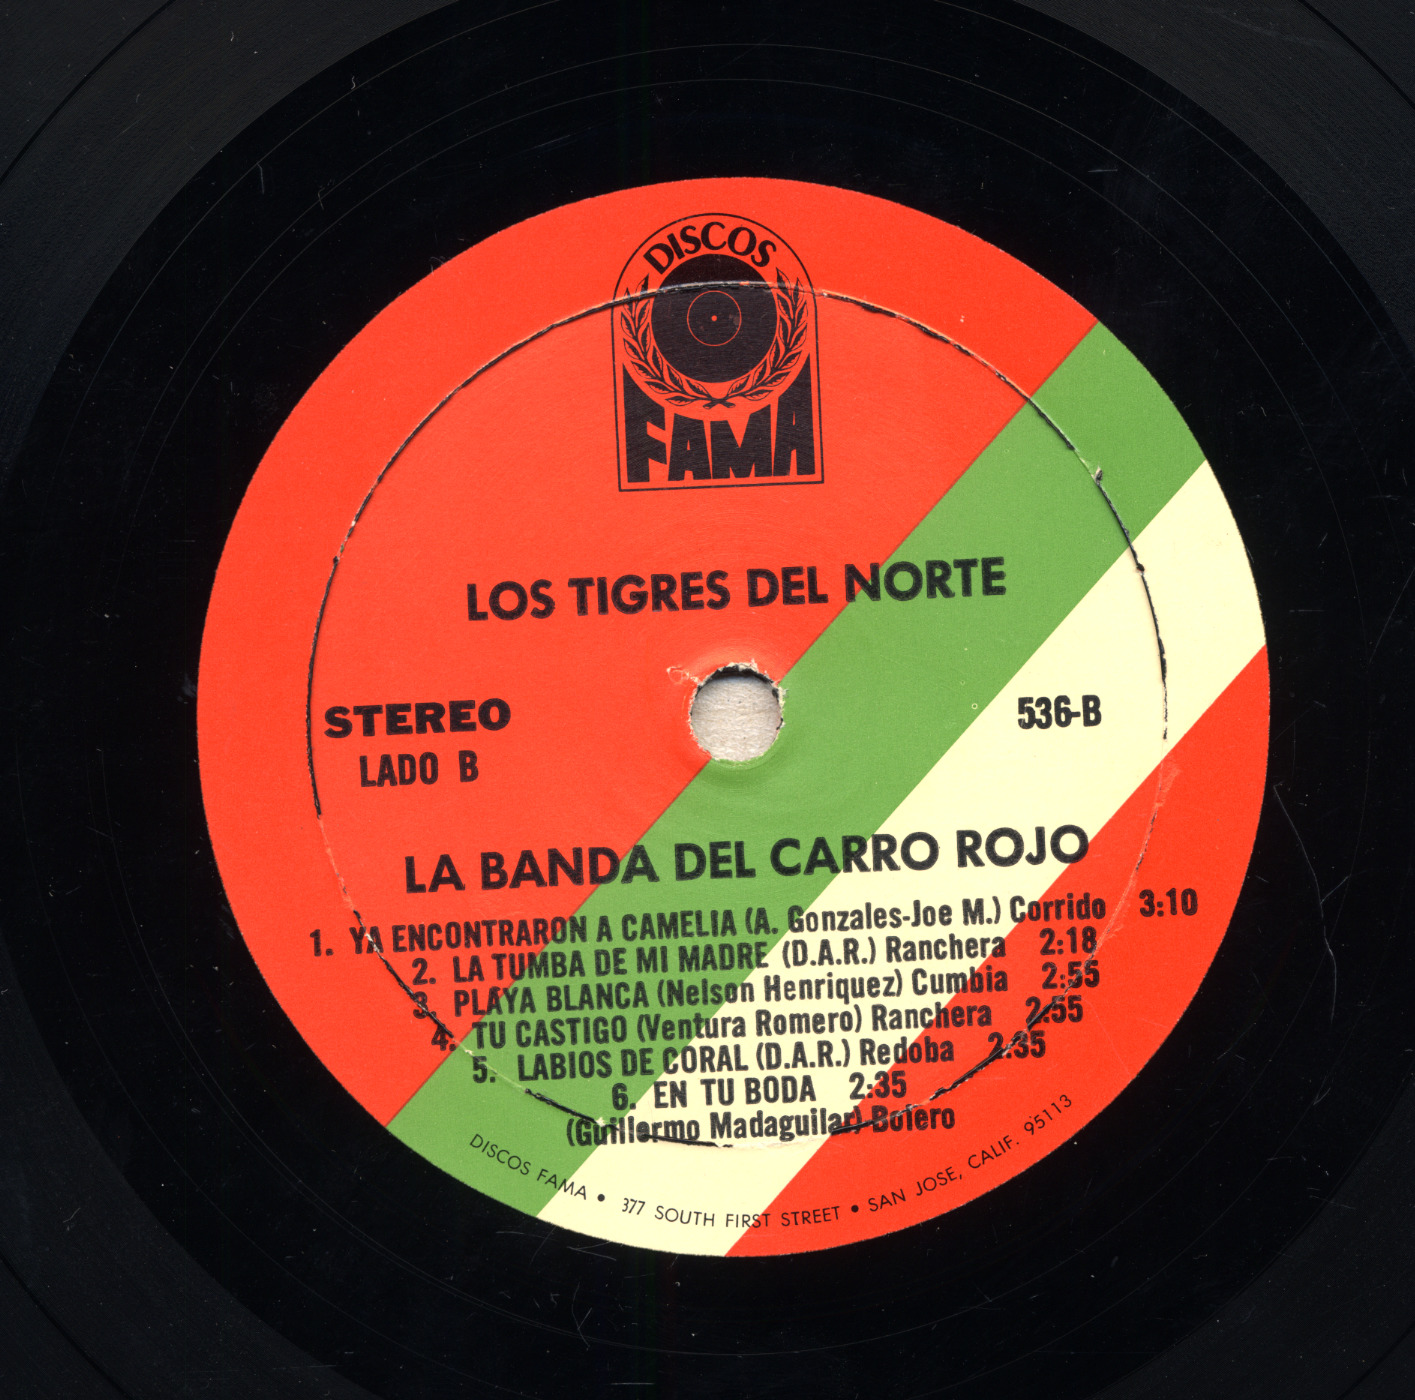 DISCOS
FAMA
LOS TIGRES DEL NORTE
STEREO
536-B
LADO B
LA BANDA DEL CARRO ROJO
1. YA ENCONTRARON A CAMELIA (A. Gonzales-Joe M.) Corrido 3:10
2. LA TUMBA DE MI MADRE (D.A.R.) Ranchera 2:18
3. PLAYA BLANCA (Nelson Henriquez) Cumbia 2:55
4. TU CASTIGO (Ventura Romero) Ranchera 2:55
5. LABIOS DE CORAL (D.A.R.) Redoba 2:35
6. EN TU BODA 2:35
(Guillermo Madaguilar) Bolero
DISCOS FAMA • 377 SOUTH FIRST STREET • SAN JOSE, CALIF. 95113